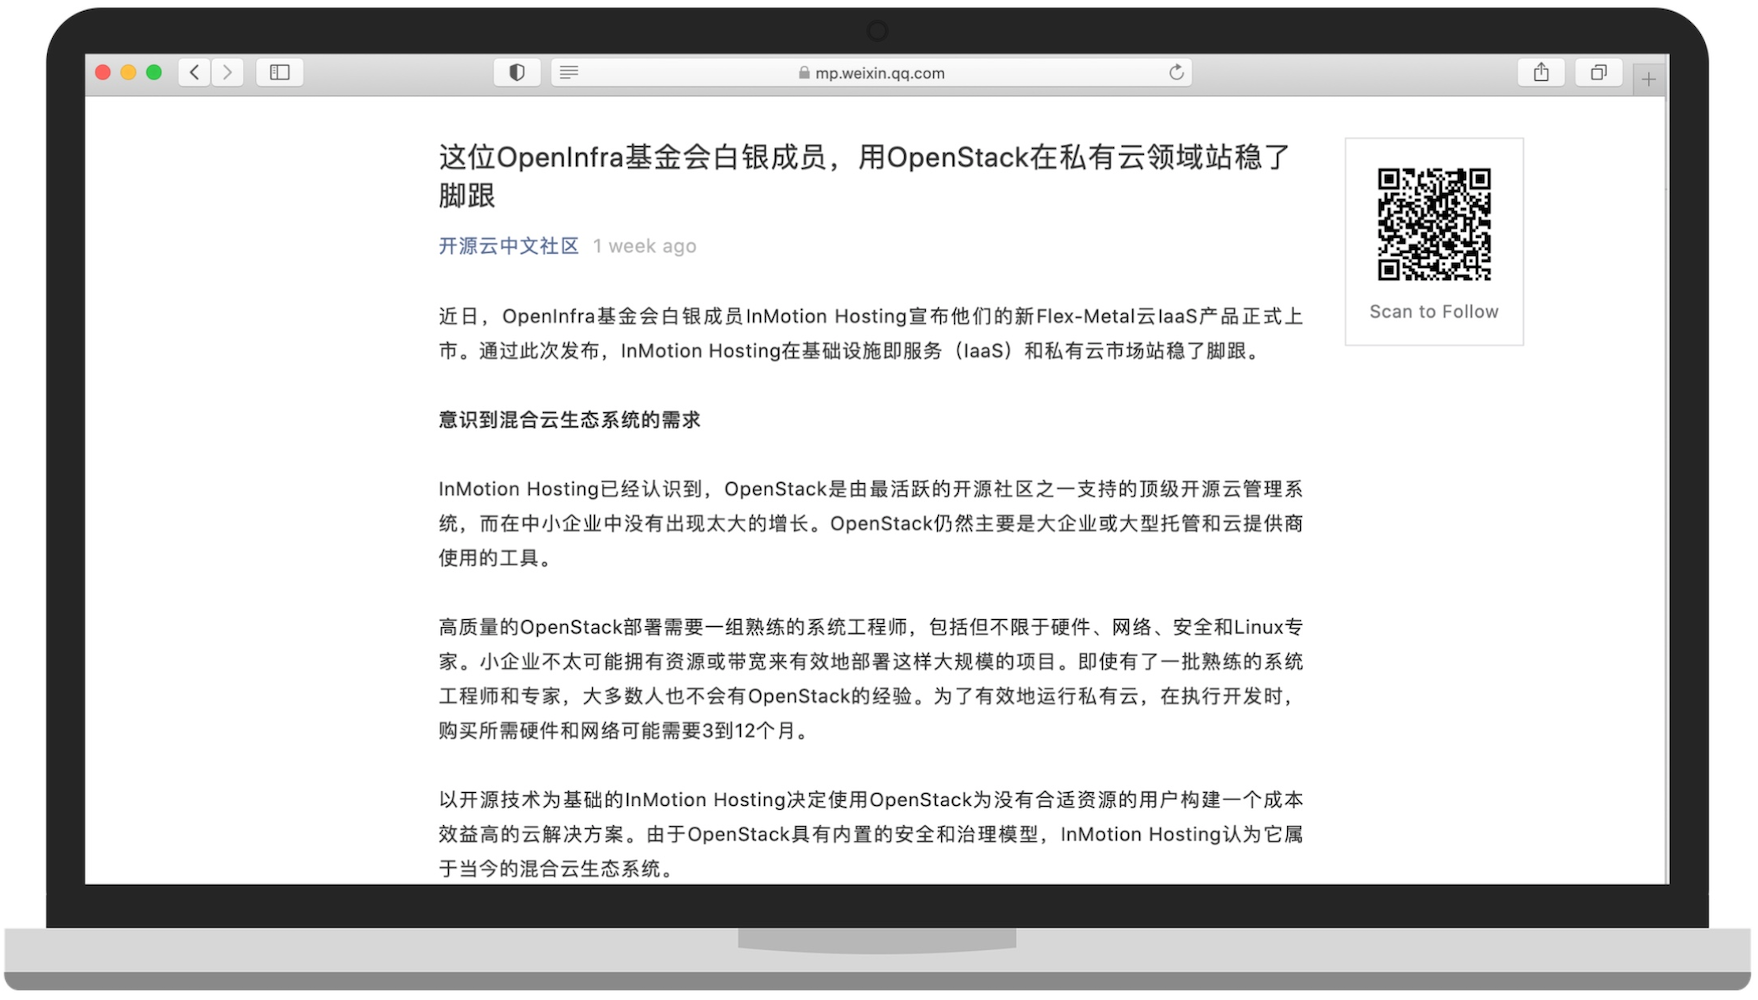 mp.weixin.qq.com
这位OpenInfra基金会白银成员，用OpenStack在私有云领域站稳了
脚跟
开源云中文社区 1 week ago
Scan to Follow
近日，OpenInfra基金会白银成员InMotion Hosting宣布他们的新Flex-Metal云IaaS产品正式上
市。通过此次发布，InMotion Hosting在基础设施即服务（IaaS）和私有云市场站稳了脚跟。
意识到混合云生态系统的需求
InMotion Hosting已经认识到，OpenStack是由最活跃的开源社区之一支持的顶级开源云管理系
统，而在中小企业中没有出现太大的增长。OpenStack仍然主要是大企业或大型托管和云提供商
使用的工具。
高质量的OpenStack部署需要一组熟练的系统工程师，包括但不限于硬件、网络、安全和Linux专
家。小企业不太可能拥有资源或带宽来有效地部署这样大规模的项目。即使有了一批熟练的系统
工程师和专家，大多数人也不会有OpenStack的经验。为了有效地运行私有云，在执行开发时，
购买所需硬件和网络可能需要3到12个月。
以开源技术为基础的InMotion Hosting决定使用OpenStack为没有合适资源的用户构建一个成本
效益高的云解决方案。由于OpenStack具有内置的安全和治理模型，InMotion Hosting认为它属
于当今的混合云生态系统。